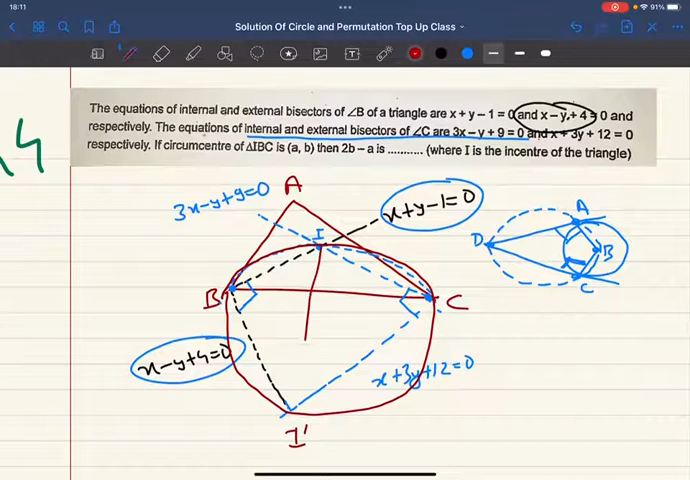 18:11
91%
Solution Of Circle and Permutation Top Up Class
The equations of internal and external bisectors of ∠B of a triangle are x + y – 1 = 0 and x – y + 4 = 0 and
respectively. The equations of internal and external bisectors of ∠C are 3x – y + 9 = 0 and x + 3y + 12 = 0
respectively. If circumcentre of ΔIBC is (a, b) then 2b – a is ........... (where I is the incentre of the triangle)
4
3x-y+9=0
A
x+y-1=0
I
B
C
x-y+4=0
x+3y+12=0
I'
A
D
B
C